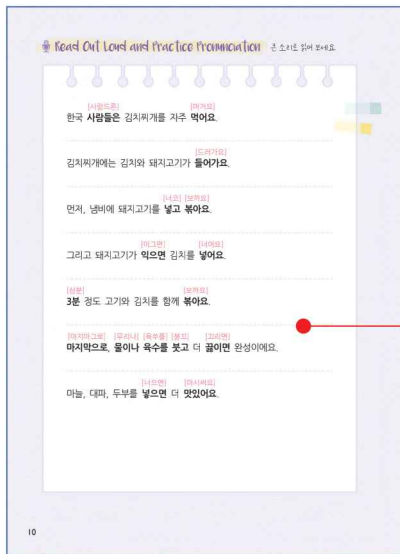 Read Out Loud and Practice Pronunciation 큰 소리로 읽어 보세요.
[사람드른] [머거요]
한국 사람들은 김치찌개를 자주 먹어요.
[드러가요]
김치찌개에는 김치와 돼지고기가 들어가요.
[너코] [보까요]
먼저, 냄비에 돼지고기를 넣고 볶아요.
[이그면] [너어요]
그리고 돼지고기가 익으면 김치를 넣어요.
[삼분] [보까요]
3분 정도 고기와 김치를 함께 볶아요.
[마지마그로] [무리나] [육쑤를] [붇꼬] [끄리면]
마지막으로, 물이나 육수를 붓고 더 끓이면 완성이에요.
[너으면] [마시써요]
마늘, 대파, 두부를 넣으면 더 맛있어요.
10